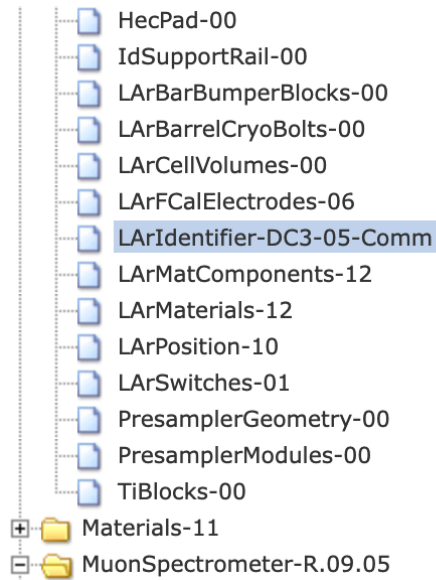 HecPad-00
IdSupportRail-00
LArBarBumperBlocks-00
LArBarrelCryoBolts-00
LArCellVolumes-00
LArFCalElectrodes-06
LArIdentifier-DC3-05-Comm
LArMatComponents-12
LArMaterials-12
LArPosition-10
LArSwitches-01
PresamplerGeometry-00
PresamplerModules-00
TiBlocks-00
Materials-11
MuonSpectrometer-R.09.05